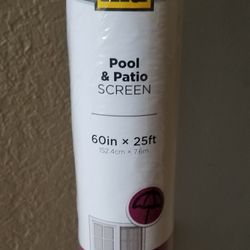 Pool
& Patio
SCREEN
60in × 25ft
152.4cm × 7.6m